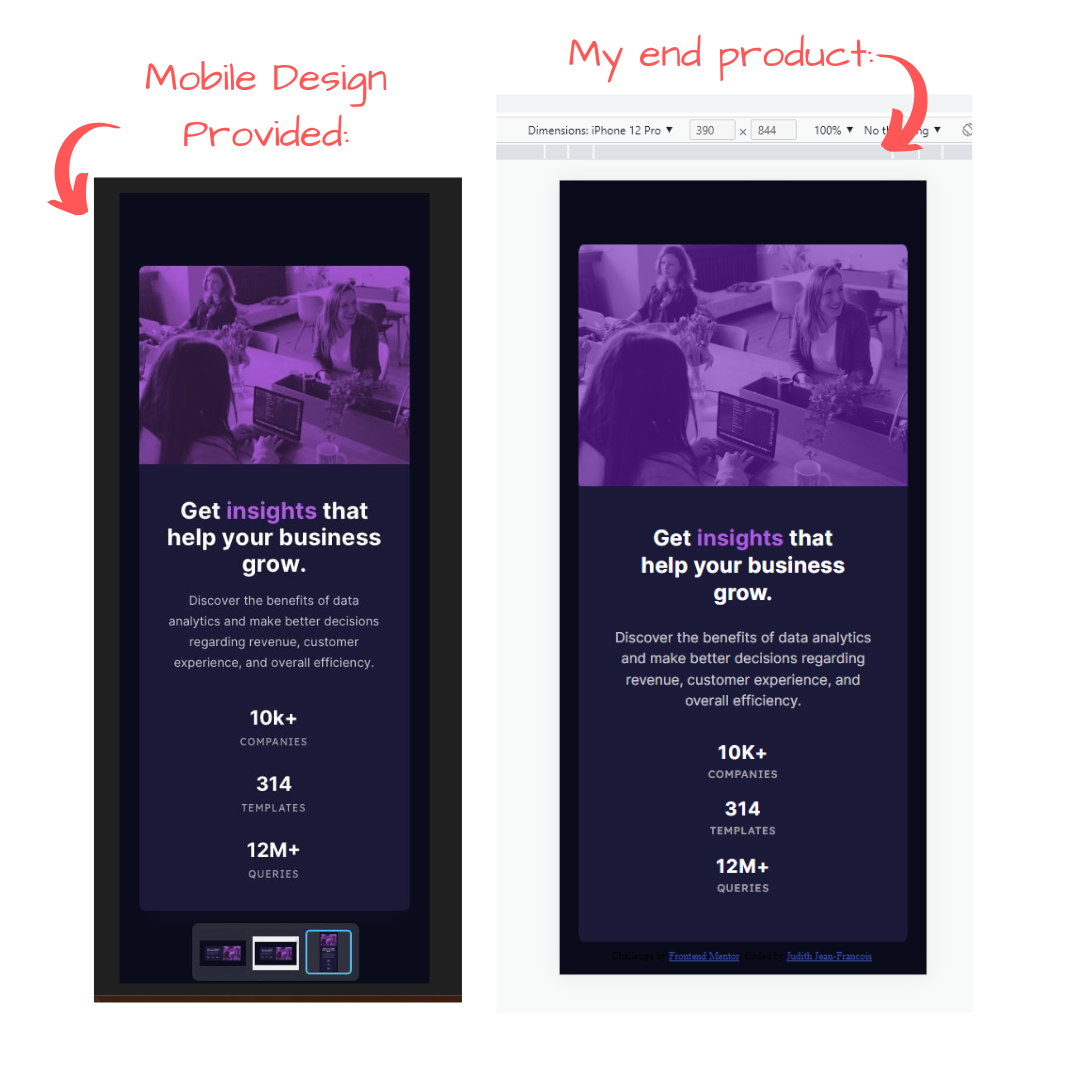 Mobile Design
Provided:
My end product:
Dimensions: iPhone 12 Pro ▼ 390 × 844 100% ▼ No ▼
Get insights that
help your business
grow.
Discover the benefits of data
analytics and make better decisions
regarding revenue, customer
experience, and overall efficiency.
10k+
COMPANIES
314
TEMPLATES
12M+
QUERIES
Get insights that
help your business
grow.
Discover the benefits of data analytics
and make better decisions regarding
revenue, customer experience, and
overall efficiency.
10K+
COMPANIES
314
TEMPLATES
12M+
QUERIES
Challenge by Frontend Mentor. Coded by Judith Jean-Francois